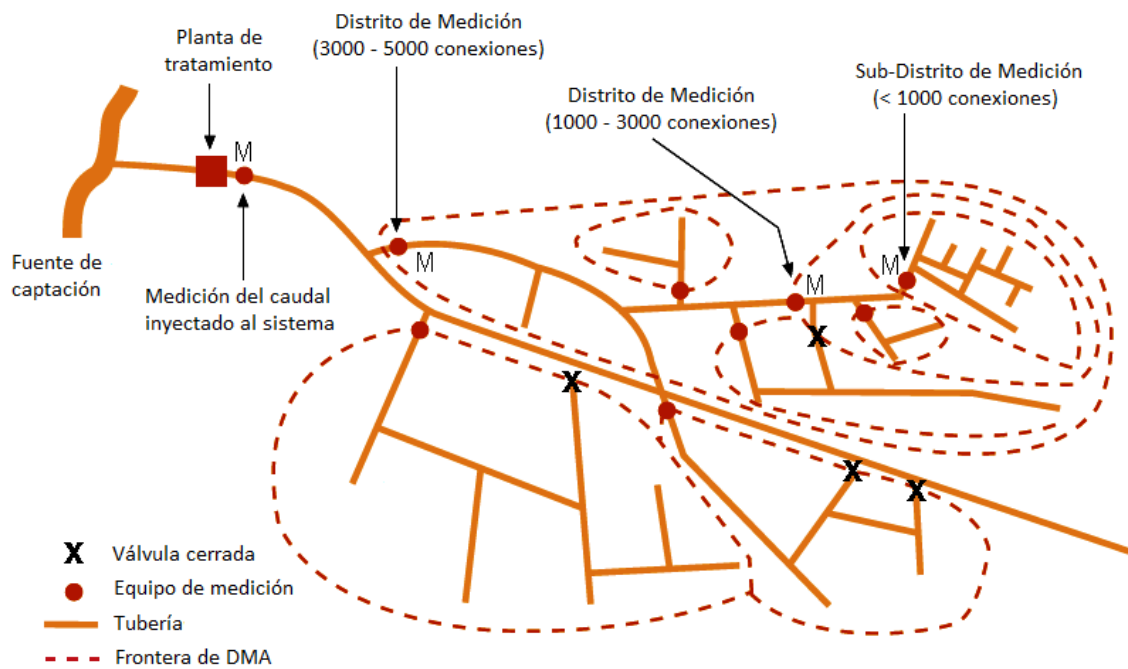 Planta de
tratamiento
Distrito de Medición
(3000 - 5000 conexiones)
Distrito de Medición
(1000 - 3000 conexiones)
Sub-Distrito de Medición
(< 1000 conexiones)
M
M
M
M
Fuente de
captación
Medición del caudal
inyectado al sistema
X
X
X
X
X Válvula cerrada
Equipo de medición
Tubería
Frontera de DMA